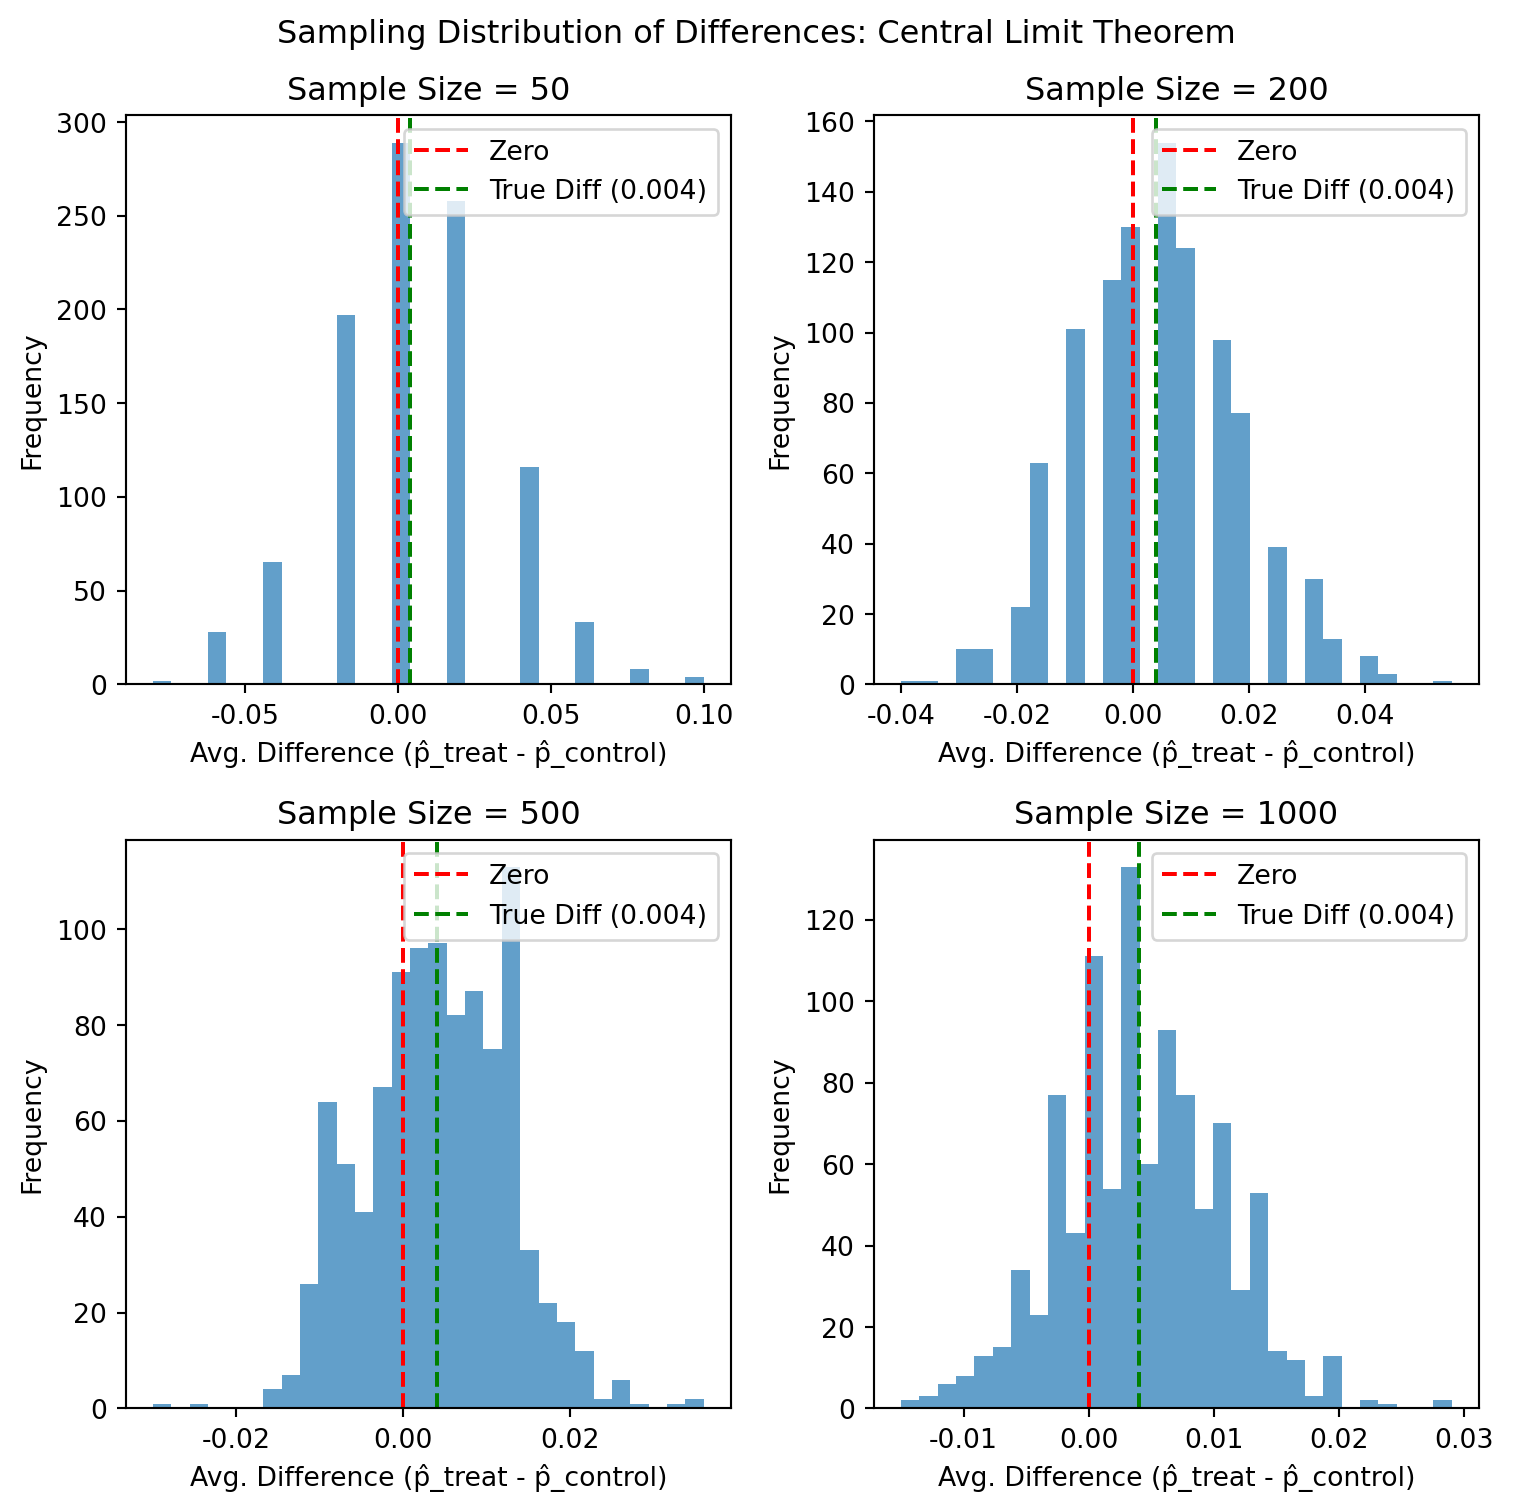 Sampling Distribution of Differences: Central Limit Theorem
Sample Size = 50
300
250
200
150
100
50
0
Frequency
Zero
True Diff (0.004)
-0.05
0.00
0.05
0.10
Avg. Difference (p̂_treat - p̂_control)
Sample Size = 200
160
140
120
100
80
60
40
20
0
Frequency
Zero
True Diff (0.004)
-0.04
-0.02
0.00
0.02
0.04
Avg. Difference (p̂_treat - p̂_control)
Sample Size = 500
100
80
60
40
20
0
Frequency
Zero
True Diff (0.004)
-0.02
0.00
0.02
Avg. Difference (p̂_treat - p̂_control)
Sample Size = 1000
120
100
80
60
40
20
0
Frequency
Zero
True Diff (0.004)
-0.01
0.00
0.01
0.02
0.03
Avg. Difference (p̂_treat - p̂_control)